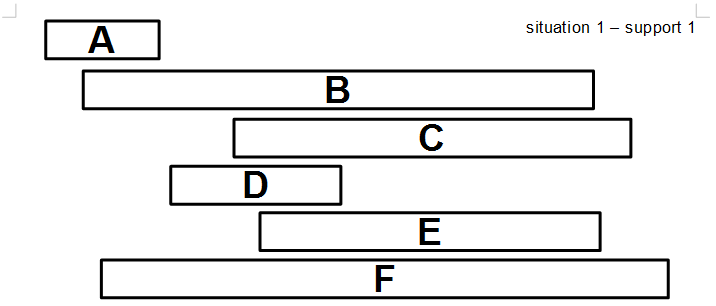 situation 1 – support 1
A
B
C
D
E
F